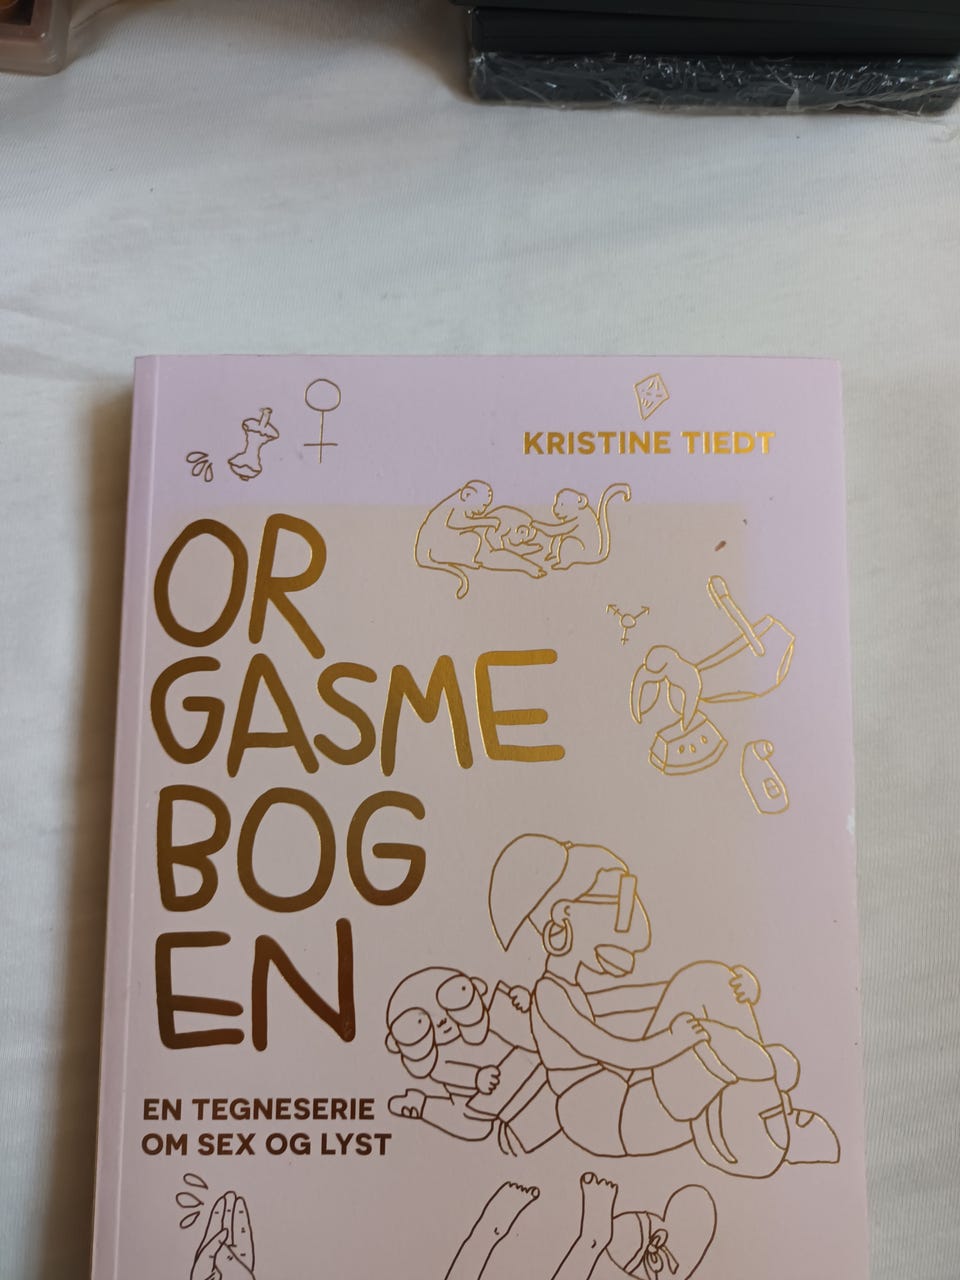 KRISTINE TIEDT
OR
GASME
BOG
EN
EN TEGNESERIE
OM SEX OG LYST